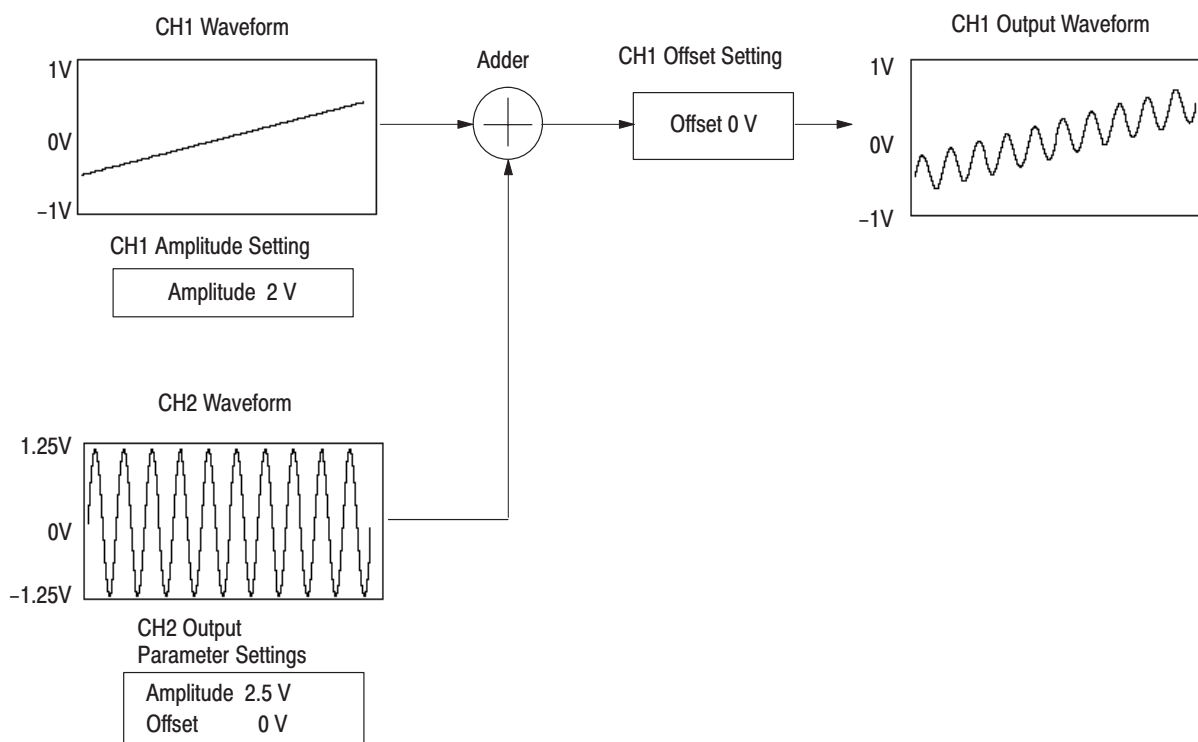 CH1 Waveform
1V
0V
–1V
CH1 Amplitude Setting
Amplitude 2 V
Adder
CH1 Offset Setting
Offset 0 V
CH1 Output Waveform
1V
0V
–1V
CH2 Waveform
1.25V
0V
–1.25V
CH2 Output
Parameter Settings
Amplitude 2.5 V
Offset 0 V